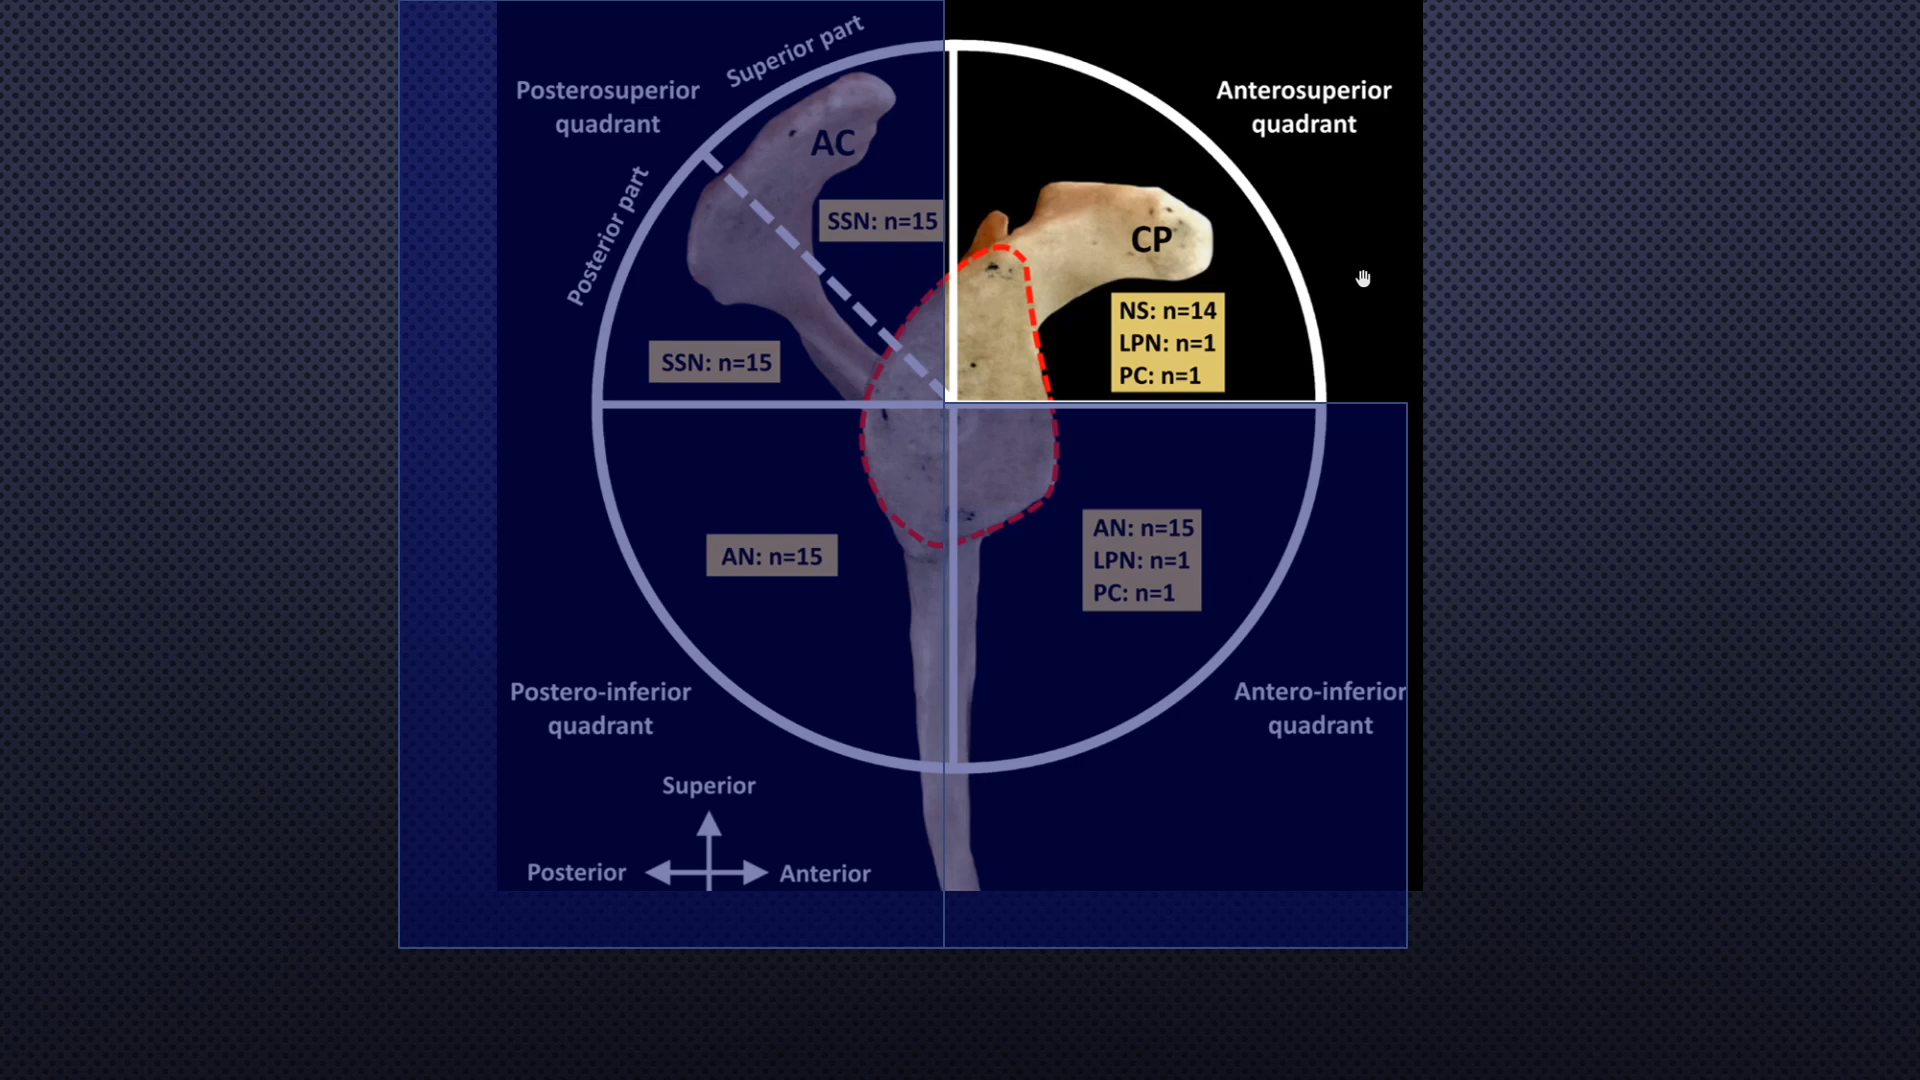 Superior part
Posterosuperior
quadrant
Anterosuperior
quadrant
AC
Posterior part
SSN: n=15
CP
NS: n=14
LPN: n=1
PC: n=1
SSN: n=15
AN: n=15
AN: n=15
LPN: n=1
PC: n=1
Postero-inferior
quadrant
Antero-inferior
quadrant
Superior
Posterior
Anterior